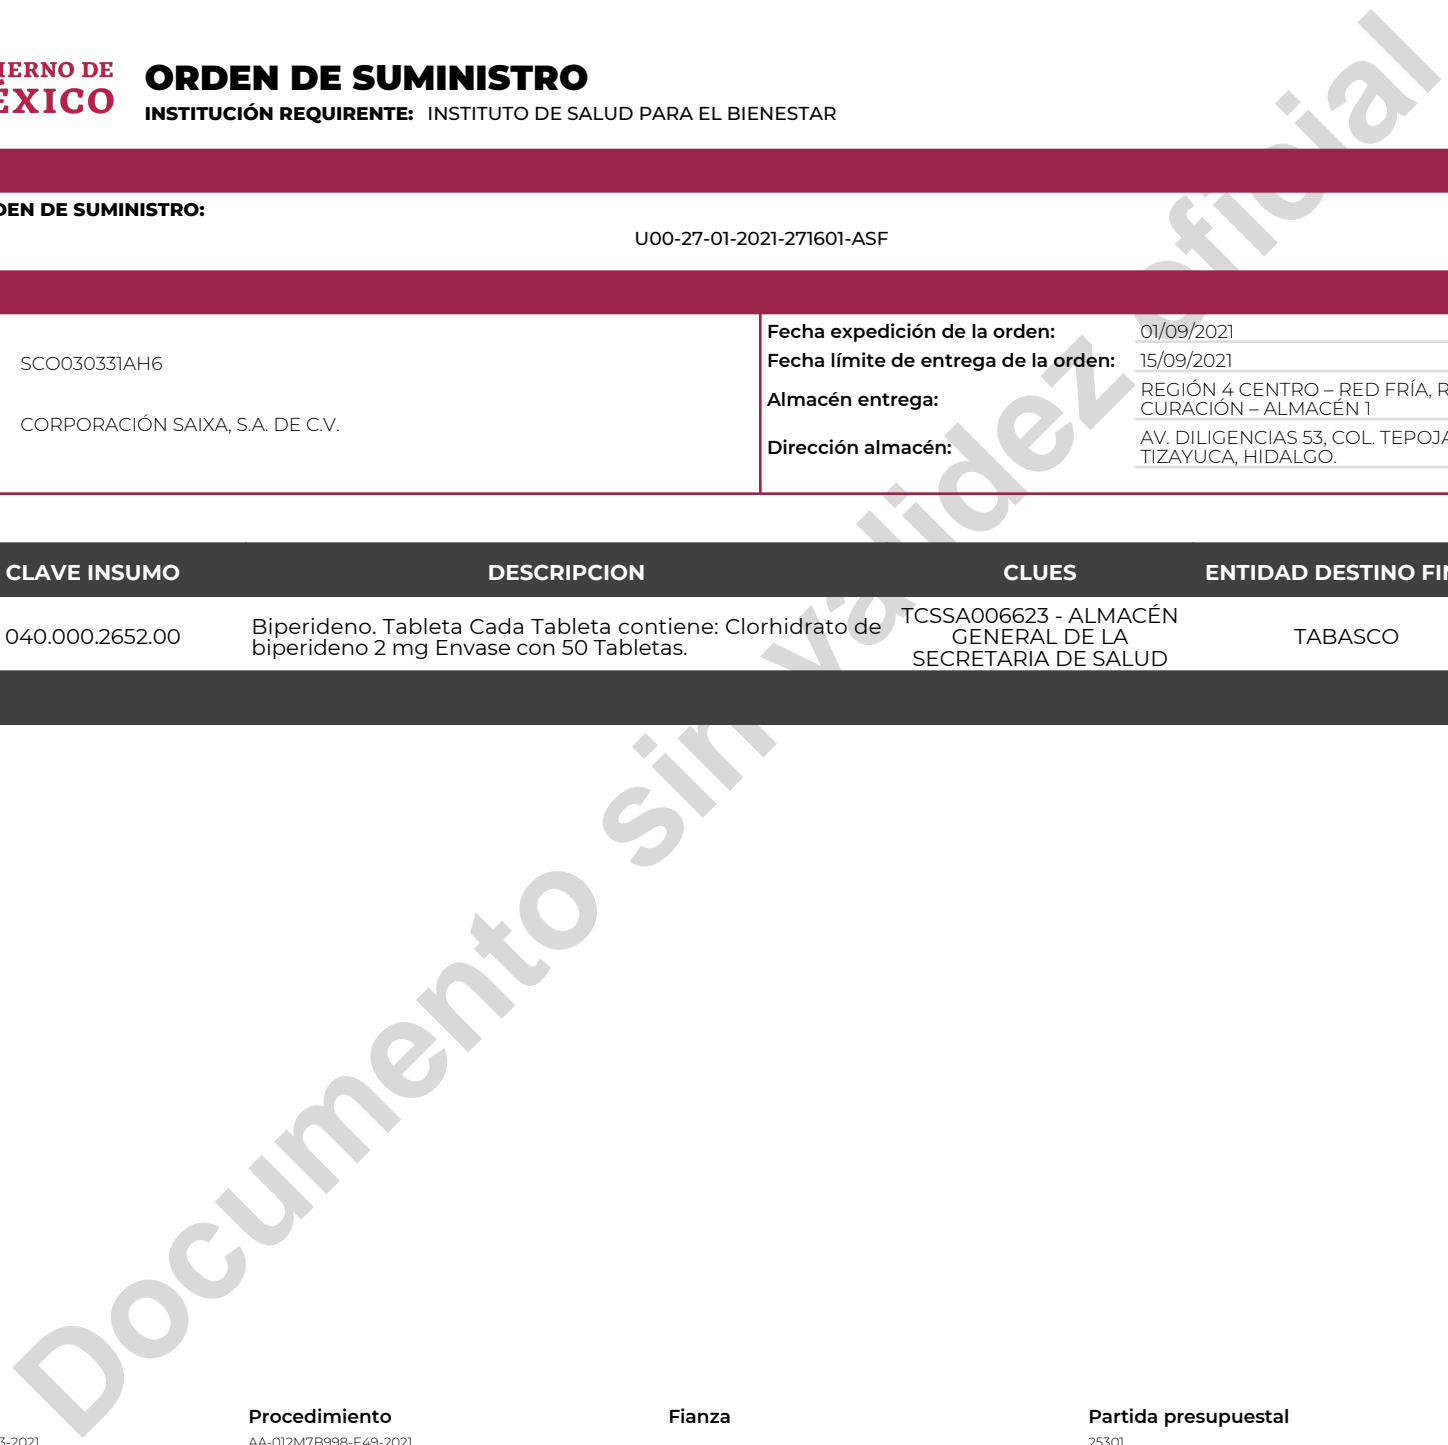 ORDEN DE SUMINISTRO
DE
INSTITUCIÓN REQUIRENTE: INSTITUTO DE SALUD PARA EL BIENESTAR
DE SUMINISTRO:
U00-27-01-2021-271601-ASF
Fecha expedición de la orden: 01/09/2021
SCO030331AH6
Fecha límite de entrega de la orden: 15/09/2021
Almacén entrega: REGIÓN 4 CENTRO – RED FRÍA,
CURACIÓN – ALMACÉN 1
CORPORACIÓN SAIXA, S.A. DE C.V.
Dirección almacén: AV. DILIGENCIAS 53, COL.
TIZAYUCA, HIDALGO.
CLAVE INSUMO DESCRIPCION CLUES ENTIDAD DESTINO
040.000.2652.00
Biperideno. Tableta Cada Tableta contiene: Clorhidrato de
biperideno 2 mg Envase con 50 Tabletas.
TCSSA006623 - ALMACÉN
GENERAL DE LA
SECRETARIA DE SALUD
TABASCO
Documento sin validez oficial
Procedimiento Fianza Partida presupuestal
AA-012M7B998-E49-2021 25301